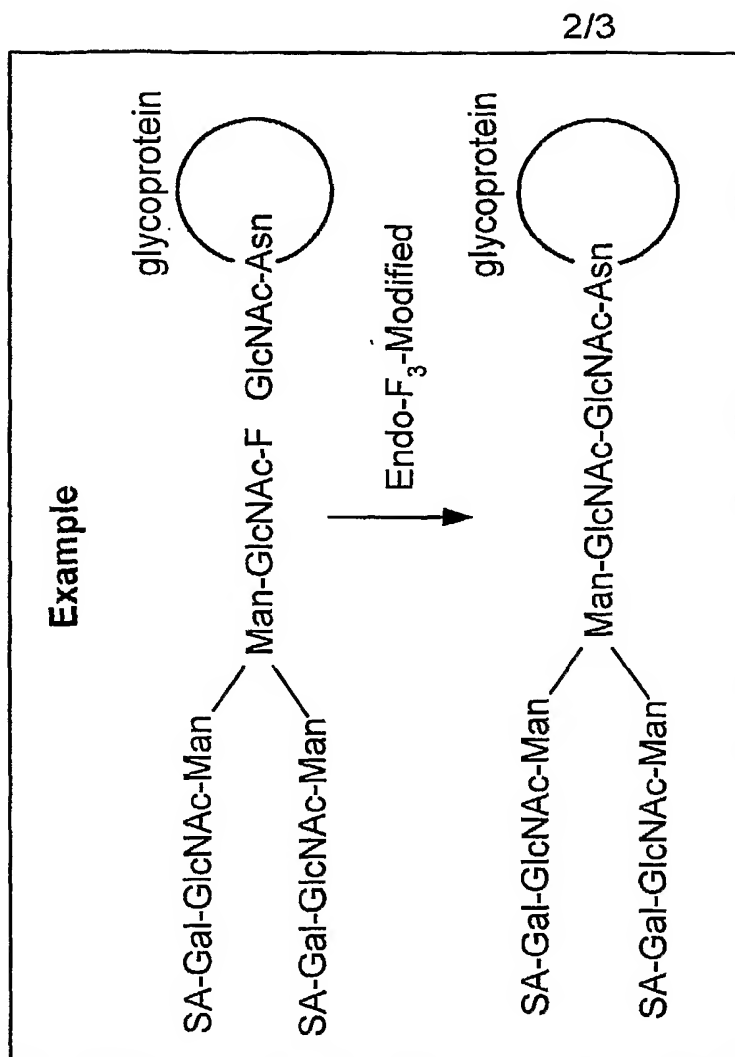 2/3
Example
glycoprotein
SA-Gal-GlcNAc-Man
Man-GlcNAc-F GlcNAc-Asn
SA-Gal-GlcNAc-Man
Endo-F₃-Modified
glycoprotein
SA-Gal-GlcNAc-Man
Man-GlcNAc-GlcNAc-Asn
SA-Gal-GlcNAc-Man